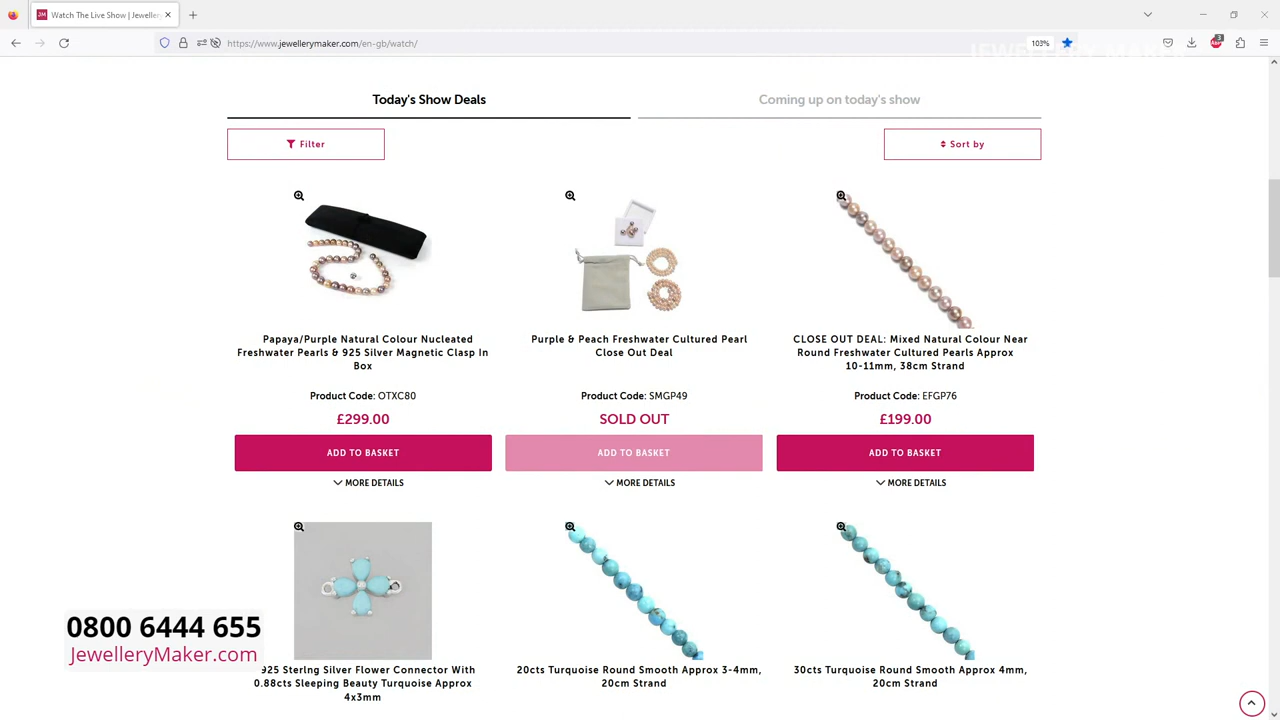 Watch The Live Show | Jeweller
https://www.jewellerymaker.com/en-gb/watch/
103%
3
JEWELLERY MAKER
Today's Show Deals
Coming up on today's show
Filter
Sort by
Papaya/Purple Natural Colour Nucleated
Freshwater Pearls & 925 Silver Magnetic Clasp In
Box
Product Code: OTXC80
£299.00
ADD TO BASKET
MORE DETAILS
Purple & Peach Freshwater Cultured Pearl
Close Out Deal
Product Code: SMGP49
SOLD OUT
ADD TO BASKET
MORE DETAILS
CLOSE OUT DEAL: Mixed Natural Colour Near
Round Freshwater Cultured Pearls Approx
10-11mm, 38cm Strand
Product Code: EFGP76
£199.00
ADD TO BASKET
MORE DETAILS
925 Sterlng Silver Flower Connector With
0.88cts Sleeping Beauty Turquoise Approx
4x3mm
20cts Turquoise Round Smooth Approx 3-4mm,
20cm Strand
30cts Turquoise Round Smooth Approx 4mm,
20cm Strand
0800 6444 655
JewelleryMaker.com